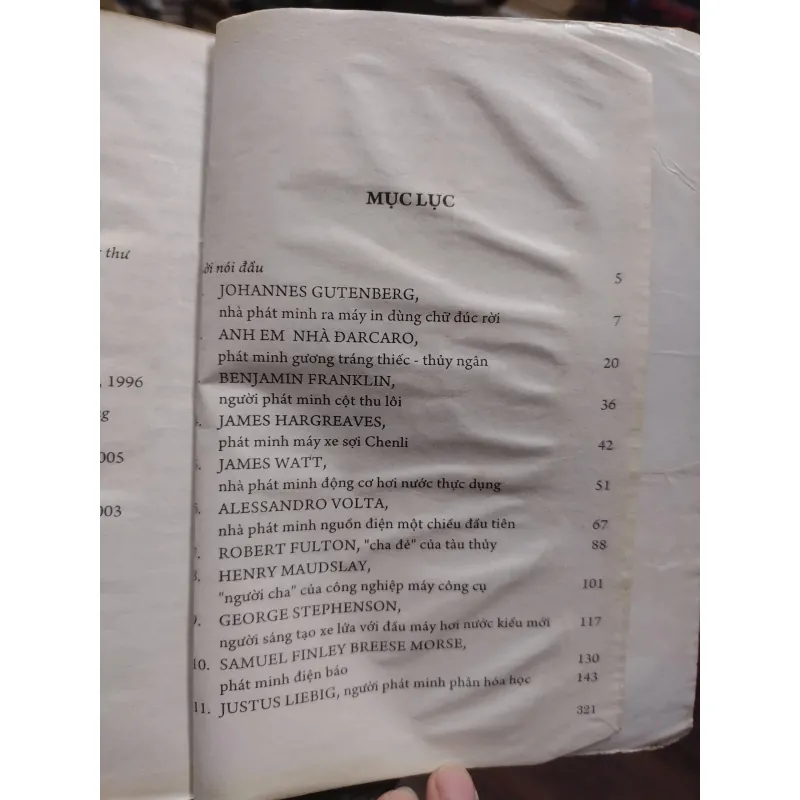 thư
, 1996
g
005
003
MỤC LỤC
ời nói đầu 5
JOHANNES GUTENBERG,
nhà phát minh ra máy in dùng chữ đúc rời 7
ANH EM NHÀ ĐARCARO,
phát minh gương tráng thiếc - thủy ngân 20
BENJAMIN FRANKLIN,
người phát minh cột thu lôi 36
JAMES HARGREAVES,
phát minh máy xe sợi Chenli 42
JAMES WATT,
nhà phát minh động cơ hơi nước thực dụng 51
ALESSANDRO VOLTA,
nhà phát minh nguồn điện một chiều đầu tiên 67
ROBERT FULTON, "cha đẻ" của tàu thủy 88
HENRY MAUDSLAY,
"người cha" của công nghiệp máy công cụ 101
9. GEORGE STEPHENSON,
người sáng tạo xe lửa với đầu máy hơi nước kiểu mới 117
10. SAMUEL FINLEY BREESE MORSE,
phát minh điện báo 130
11. JUSTUS LIEBIG, người phát minh phân hóa học 143
321